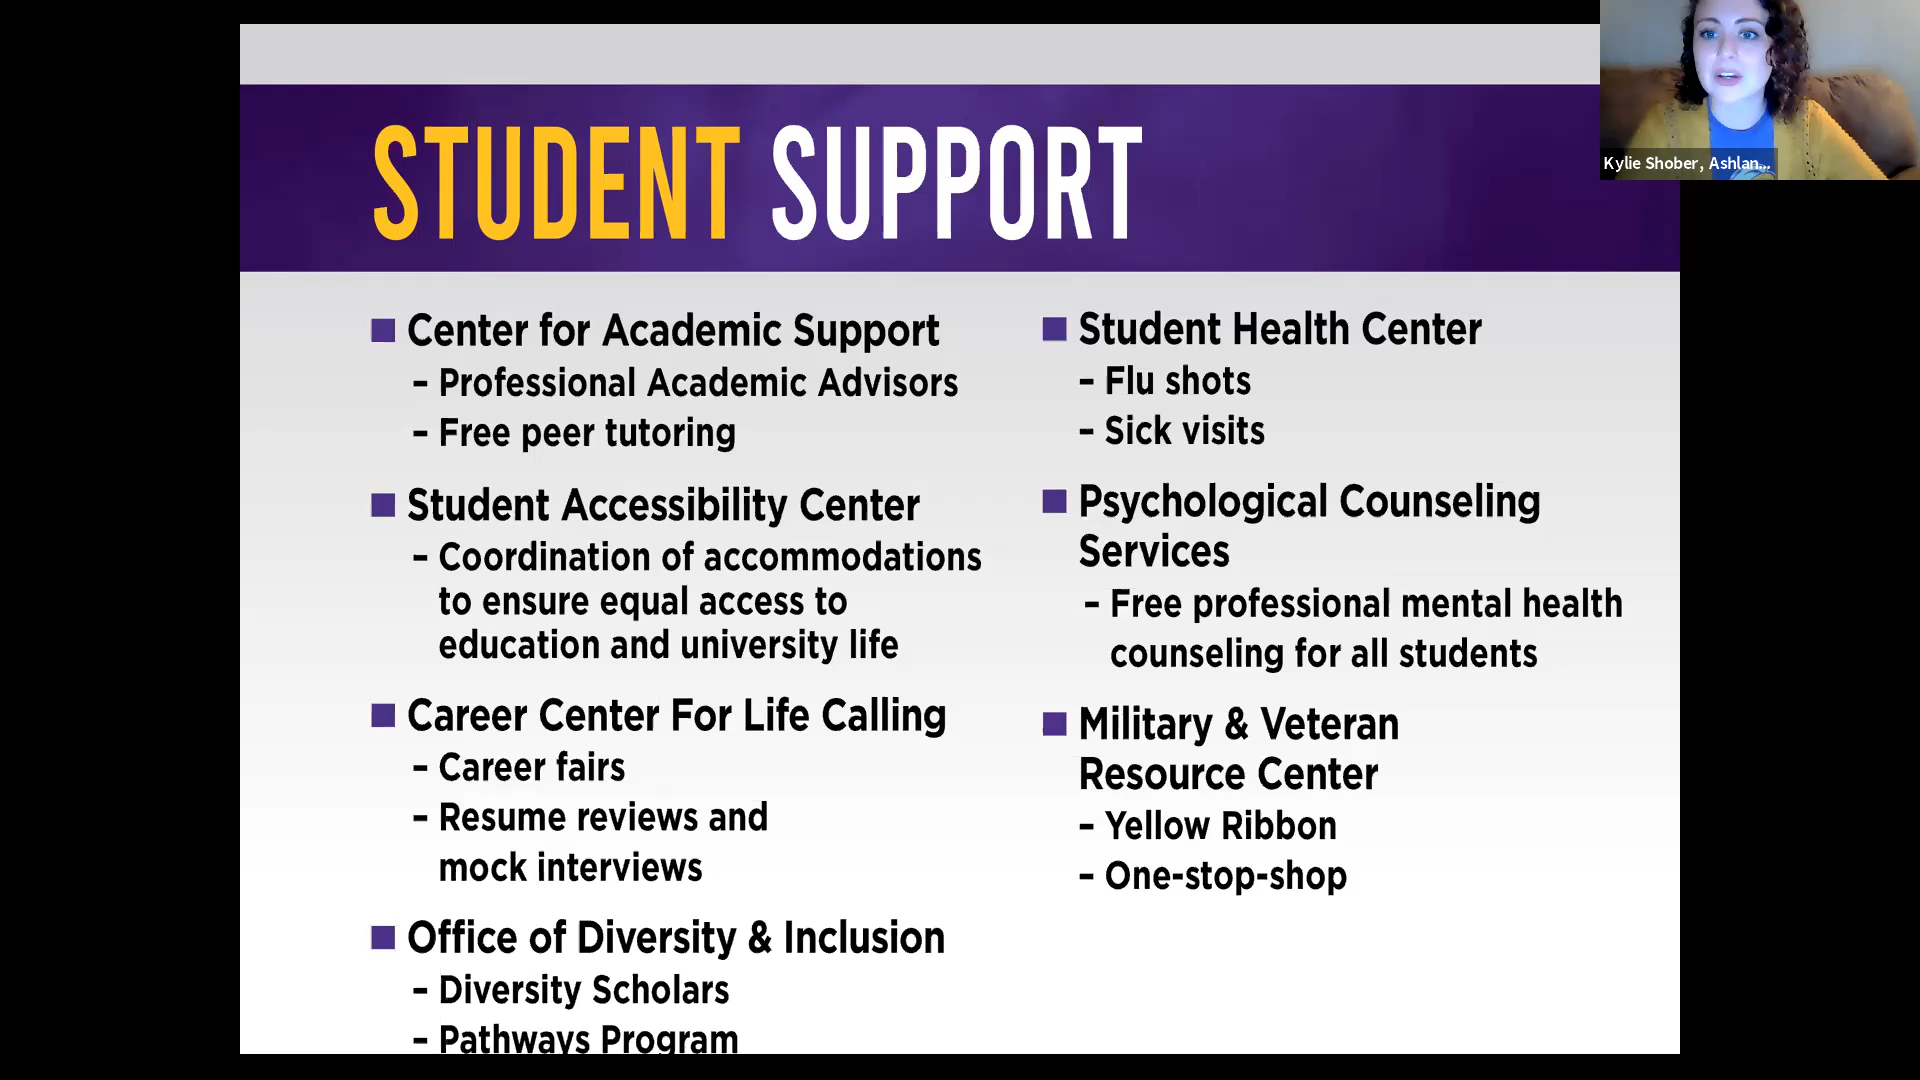 STUDENT SUPPORT
Kylie Shober, Ashlan...
Center for Academic Support
– Professional Academic Advisors
– Free peer tutoring
Student Accessibility Center
– Coordination of accommodations
to ensure equal access to
education and university life
Career Center For Life Calling
– Career fairs
– Resume reviews and
mock interviews
Office of Diversity & Inclusion
– Diversity Scholars
– Pathways Program
Student Health Center
– Flu shots
– Sick visits
Psychological Counseling
Services
– Free professional mental health
counseling for all students
Military & Veteran
Resource Center
– Yellow Ribbon
– One-stop-shop